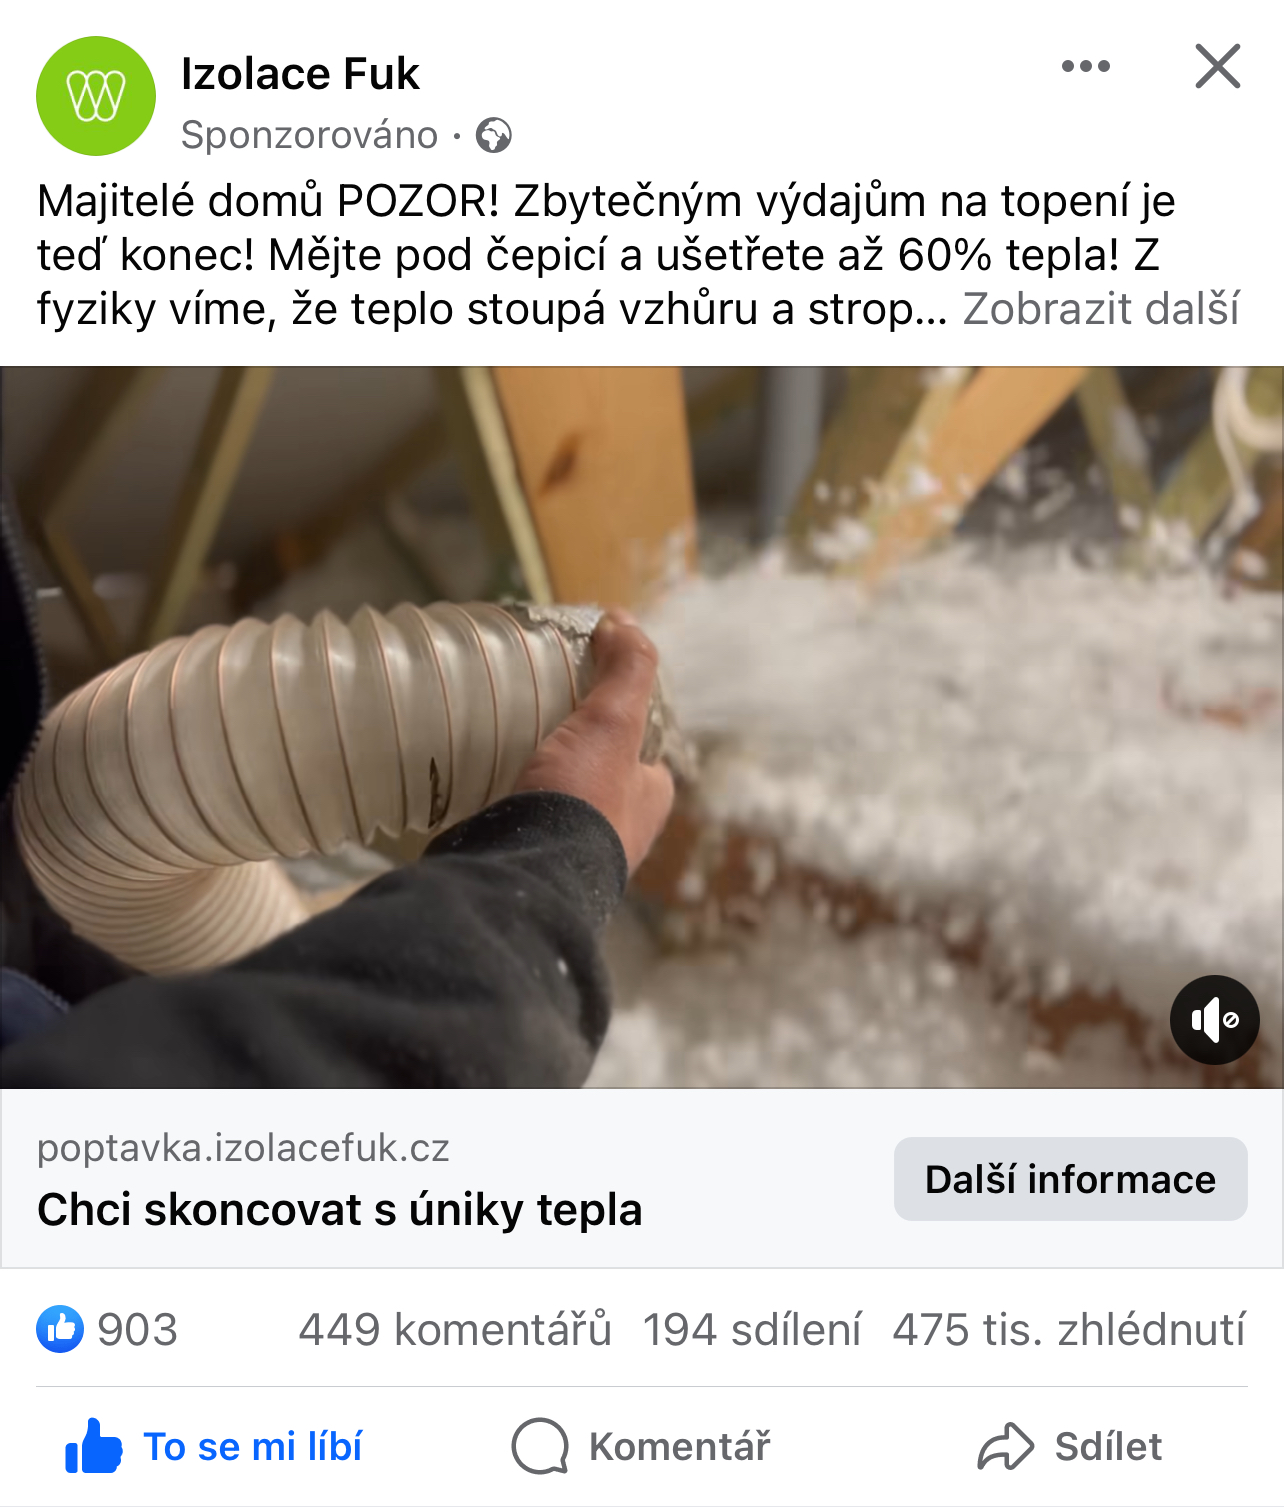 Izolace Fuk
Sponzorováno ·
Majitelé domů POZOR! Zbytečným výdajům na topení je
teď konec! Mějte pod čepicí a ušetřete až 60% tepla! Z
fyziky víme, že teplo stoupá vzhůru a strop... Zobrazit další
poptavka.izolacefuk.cz
Chci skoncovat s úniky tepla
Další informace
903 449 komentářů 194 sdílení 475 tis. zhlédnutí
To se mi líbí Komentář Sdílet